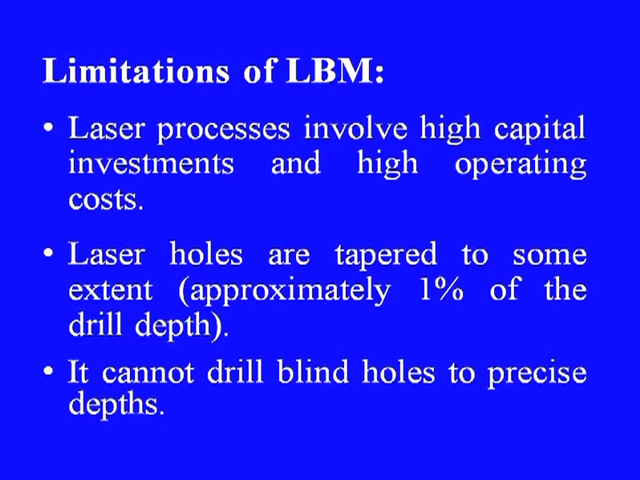 Limitations of LBM:
• Laser processes involve high capital
investments and high operating
costs.
• Laser holes are tapered to some
extent (approximately 1% of the
drill depth).
• It cannot drill blind holes to precise
depths.